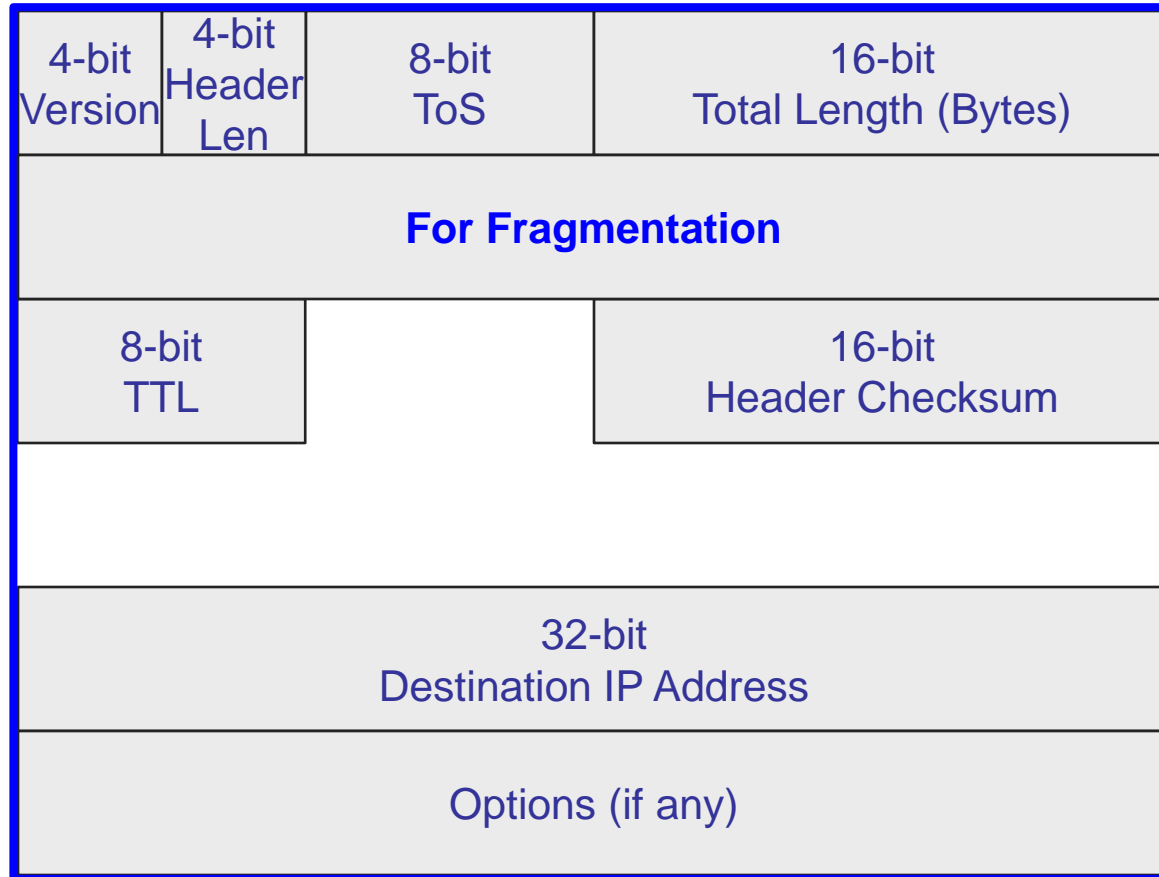 4-bit
Version
4-bit
Header
Len
8-bit
ToS
16-bit
Total Length (Bytes)
For Fragmentation
8-bit
TTL
16-bit
Header Checksum
32-bit
Destination IP Address
Options (if any)